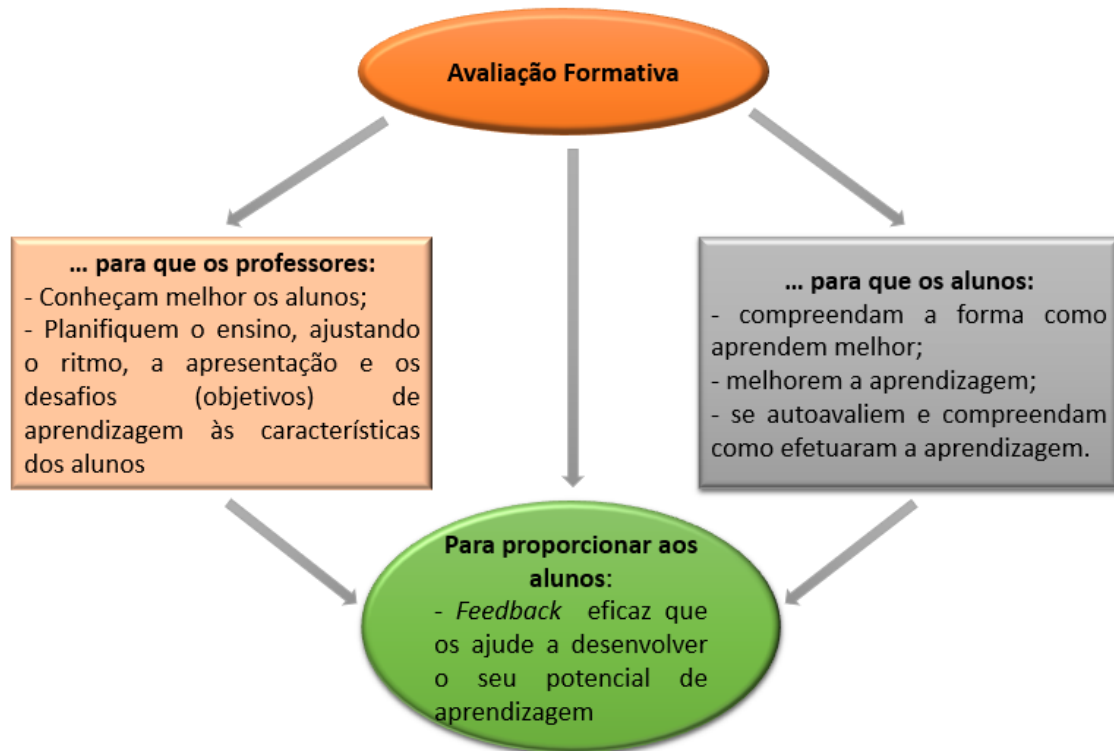 Avaliação Formativa
... para que os professores:
- Conheçam melhor os alunos;
- Planifiquem o ensino, ajustando
o ritmo, a apresentação e os
desafios (objetivos) de
aprendizagem às características
dos alunos
... para que os alunos:
- compreendam a forma como
aprendem melhor;
- melhorem a aprendizagem;
- se autoavaliem e compreendam
como efetuaram a aprendizagem.
Para proporcionar aos
alunos:
- Feedback eficaz que
os ajude a desenvolver
o seu potencial de
aprendizagem